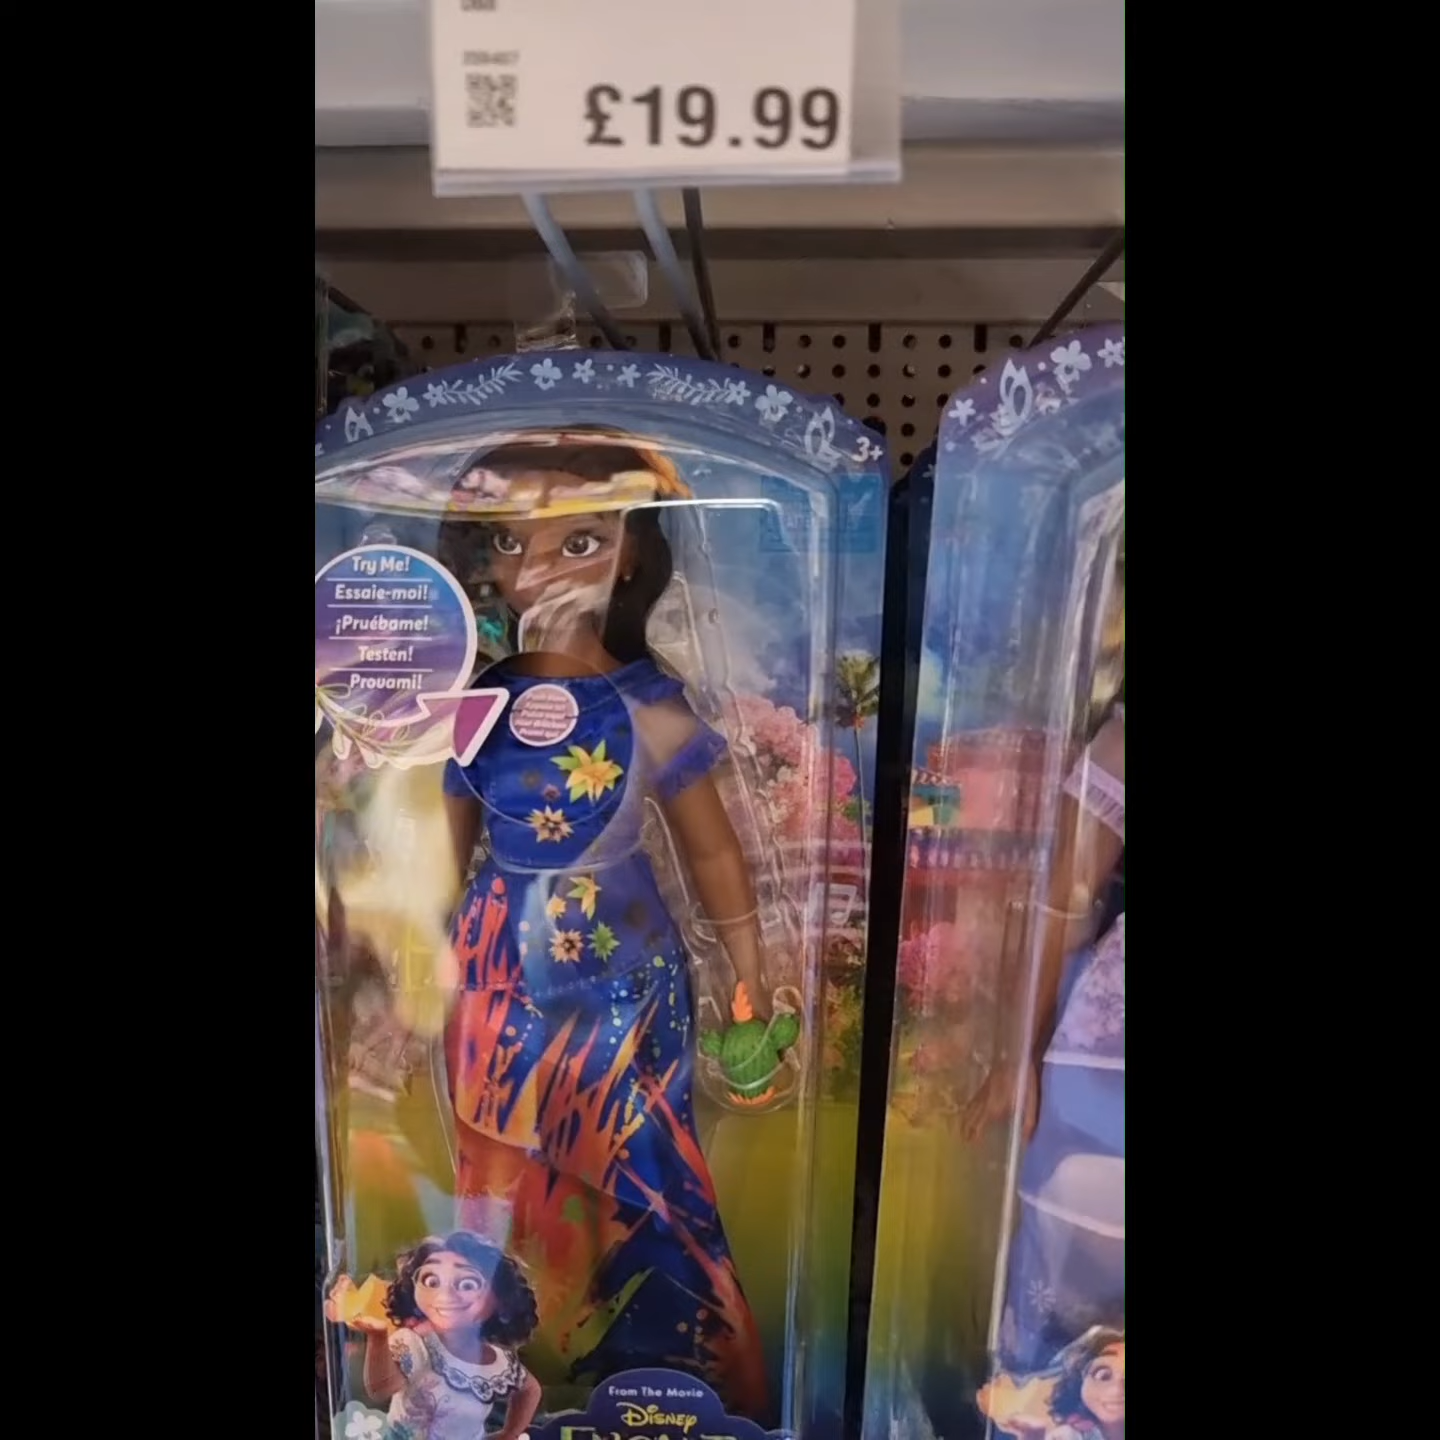 £19.99
3+
Try Me!
Essaie-moi!
¡Pruébame!
Testen!
Provami!
From The Movie
Disney